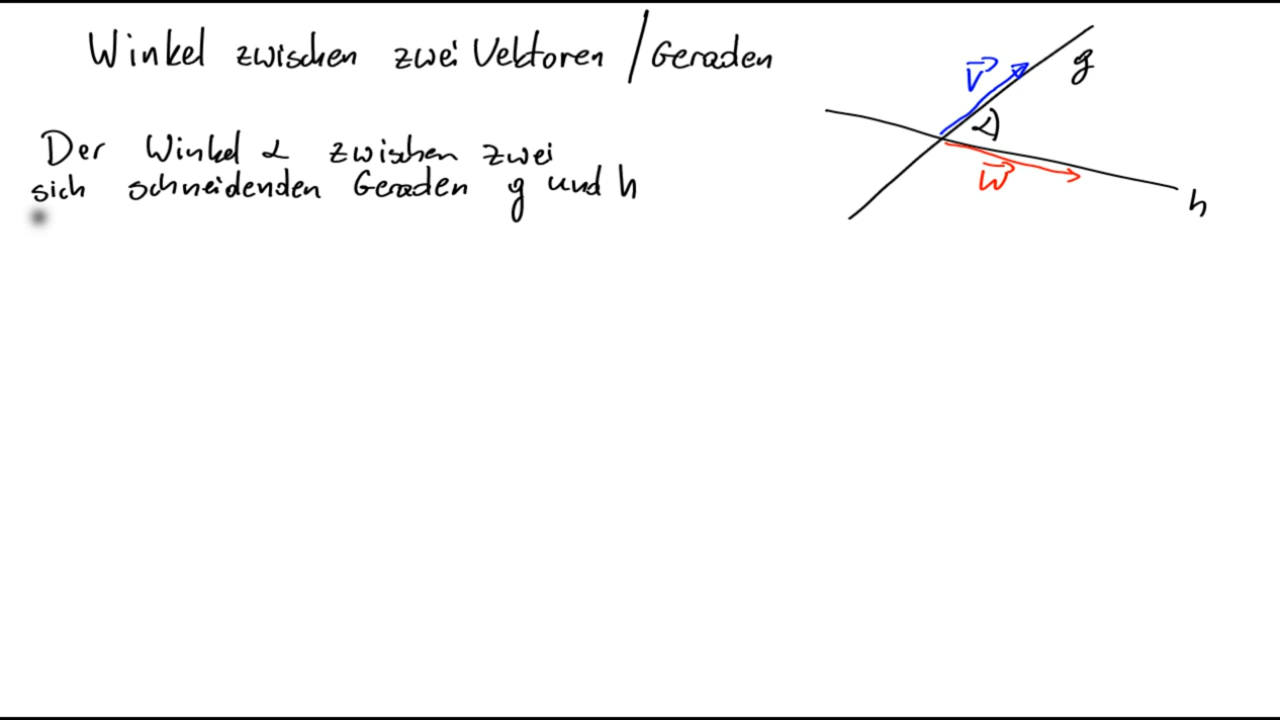 Winkel zwischen zwei Vektoren / Geraden
g
v
α
w
h
Der Winkel α zwischen zwei
sich schneidenden Geraden g und h